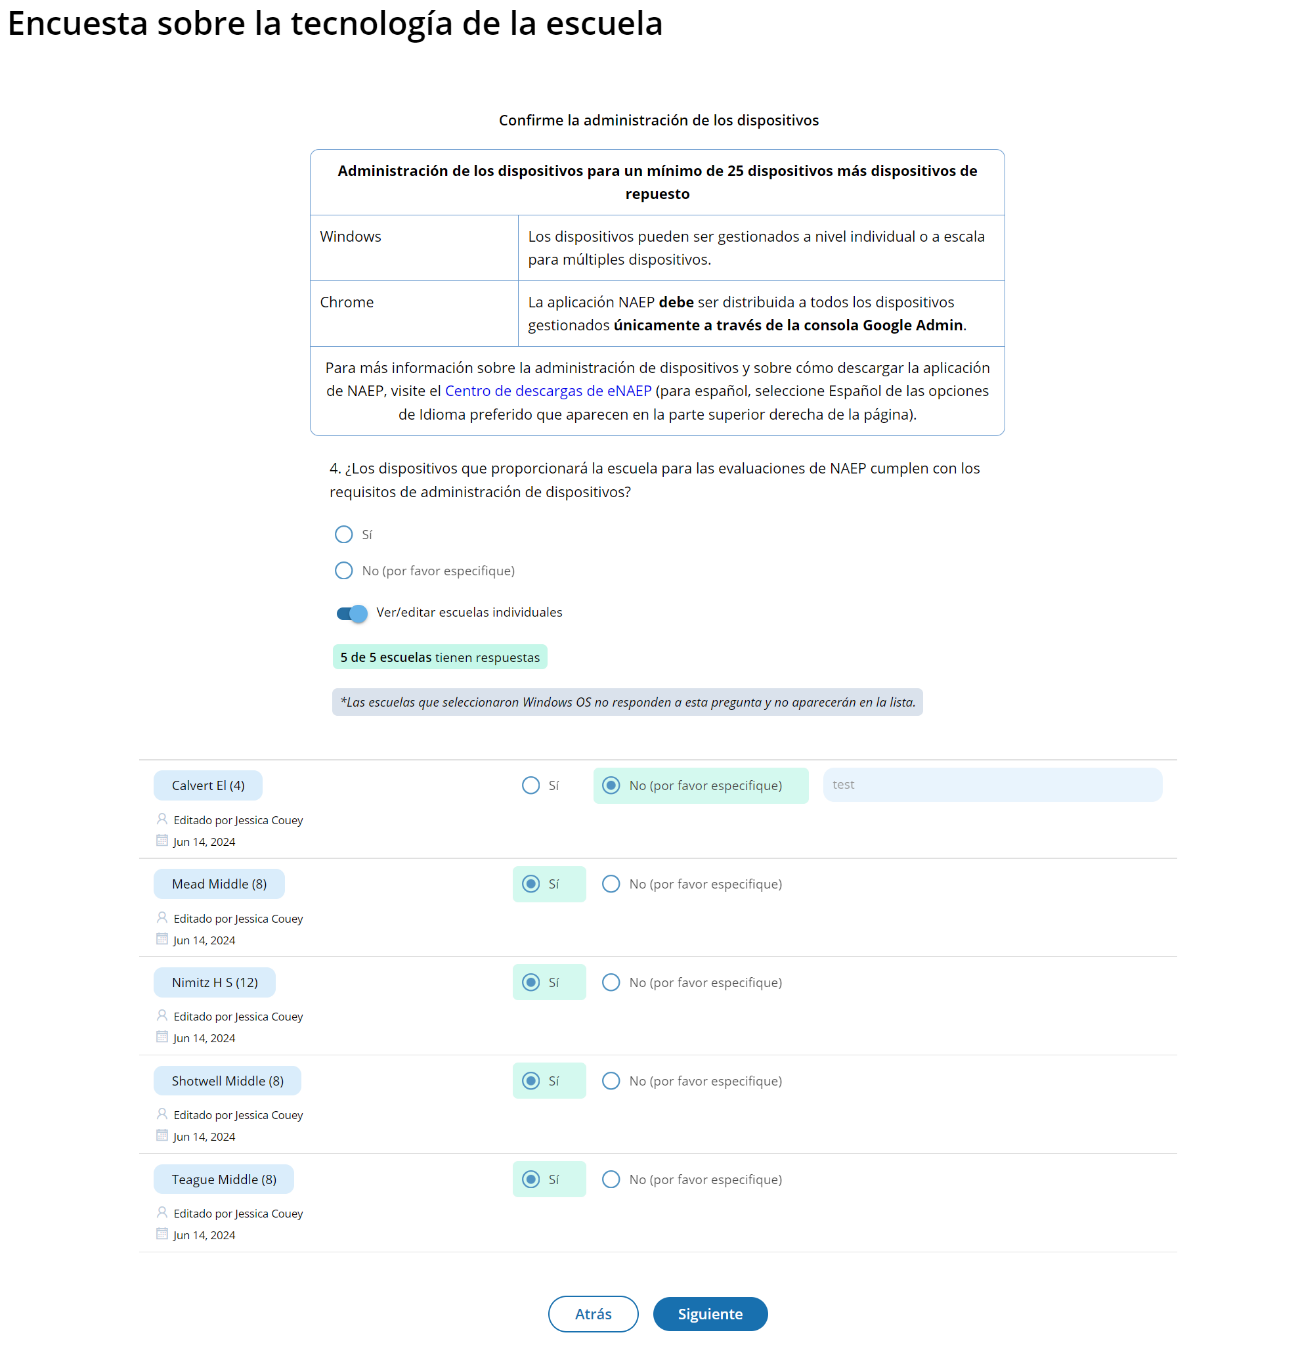 Encuesta sobre la tecnología de la escuela
Confirme la administración de los dispositivos
Administración de los dispositivos para un mínimo de 25 dispositivos más dispositivos de
repuesto
Windows
Los dispositivos pueden ser gestionados a nivel individual o a escala
para múltiples dispositivos.
Chrome
La aplicación NAEP debe ser distribuida a todos los dispositivos
gestionados únicamente a través de la consola Google Admin.
Para más información sobre la administración de dispositivos y sobre cómo descargar la aplicación
de NAEP, visite el Centro de descargas de eNAEP (para español, seleccione Español de las opciones
de Idioma preferido que aparecen en la parte superior derecha de la página).
4. ¿Los dispositivos que proporcionará la escuela para las evaluaciones de NAEP cumplen con los
requisitos de administración de dispositivos?
Sí
No (por favor especifique)
Ver/editar escuelas individuales
5 de 5 escuelas tienen respuestas
*Las escuelas que seleccionaron Windows OS no responden a esta pregunta y no aparecerán en la lista.
Calvert El (4) Sí No (por favor especifique) test
Editado por Jessica Couey
Jun 14, 2024
Mead Middle (8) Sí No (por favor especifique)
Editado por Jessica Couey
Jun 14, 2024
Nimitz H S (12) Sí No (por favor especifique)
Editado por Jessica Couey
Jun 14, 2024
Shotwell Middle (8) Sí No (por favor especifique)
Editado por Jessica Couey
Jun 14, 2024
Teague Middle (8) Sí No (por favor especifique)
Editado por Jessica Couey
Jun 14, 2024
Atrás Siguiente